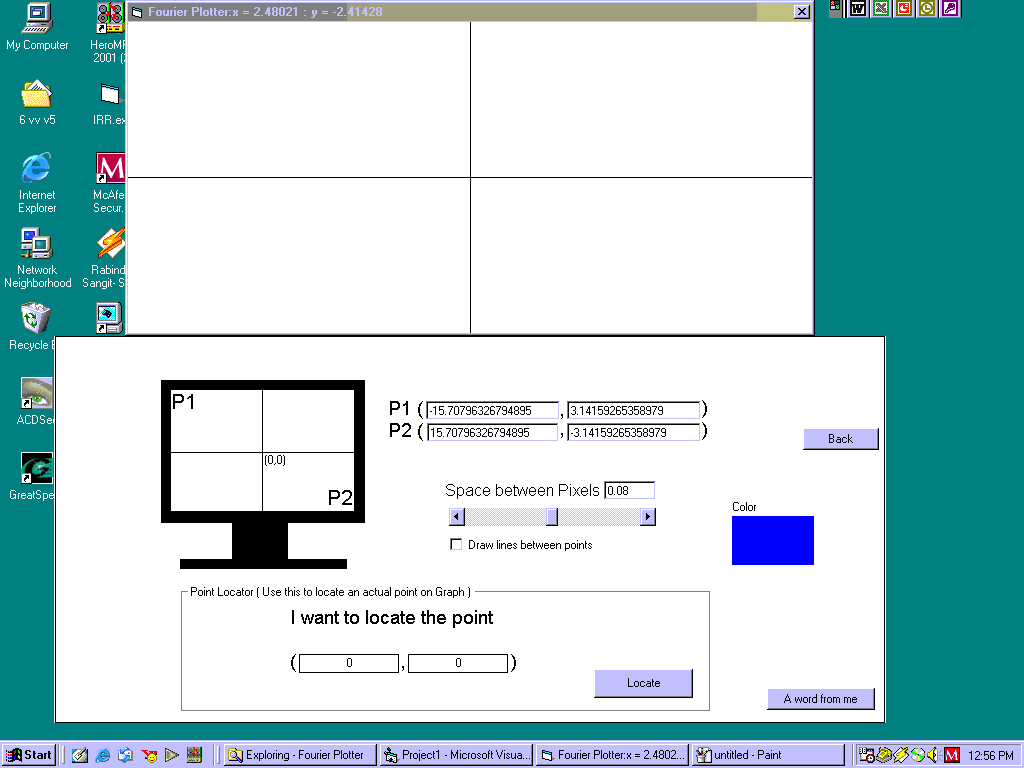 Fourier Plotter:x = 2.48021 : y = -2.41428
My Computer
HeroM
2001 (
6 vv v5
IRR.ex
Internet
Explorer
McAfe
Secur.
Network
Neighborhood
Rabind
Sangit- S
Recycle B
ACDSe
GreatSpe
P1
(0,0)
P2
P1 ( -15.70796326794895 , 3.14159265358979 )
P2 ( 15.70796326794895 , -3.14159265358979 )
Back
Space between Pixels 0.08
Draw lines between points
Color
Point Locator ( Use this to locate an actual point on Graph )
I want to locate the point
( 0 , 0 )
Locate
A word from me
Start
Exploring - Fourier Plotter
Project1 - Microsoft Visua...
Fourier Plotter:x = 2.4802...
untitled - Paint
12:56 PM